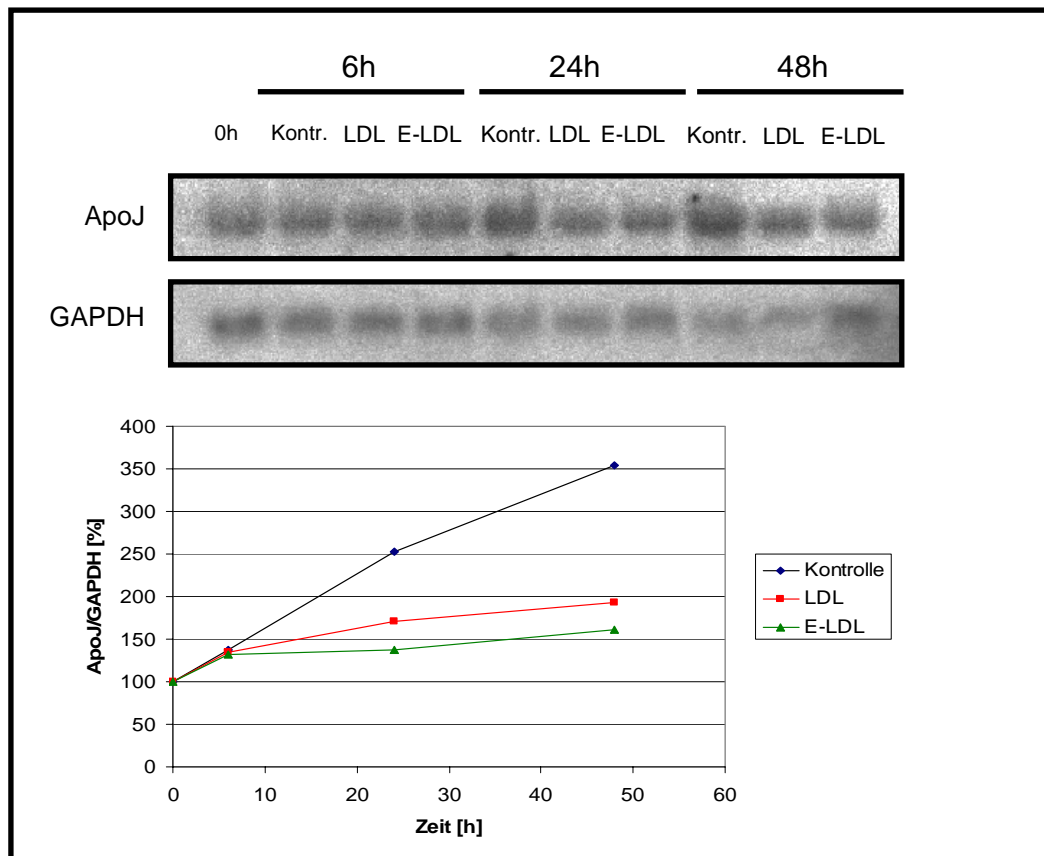 6h 24h 48h
0h Kontr. LDL E-LDL Kontr. LDL E-LDL Kontr. LDL E-LDL
ApoJ
GAPDH
400
350
300
250
200
150
100
50
0
ApoJ/GAPDH [%]
0 10 20 30 40 50 60
Zeit [h]
Kontrolle
LDL
E-LDL